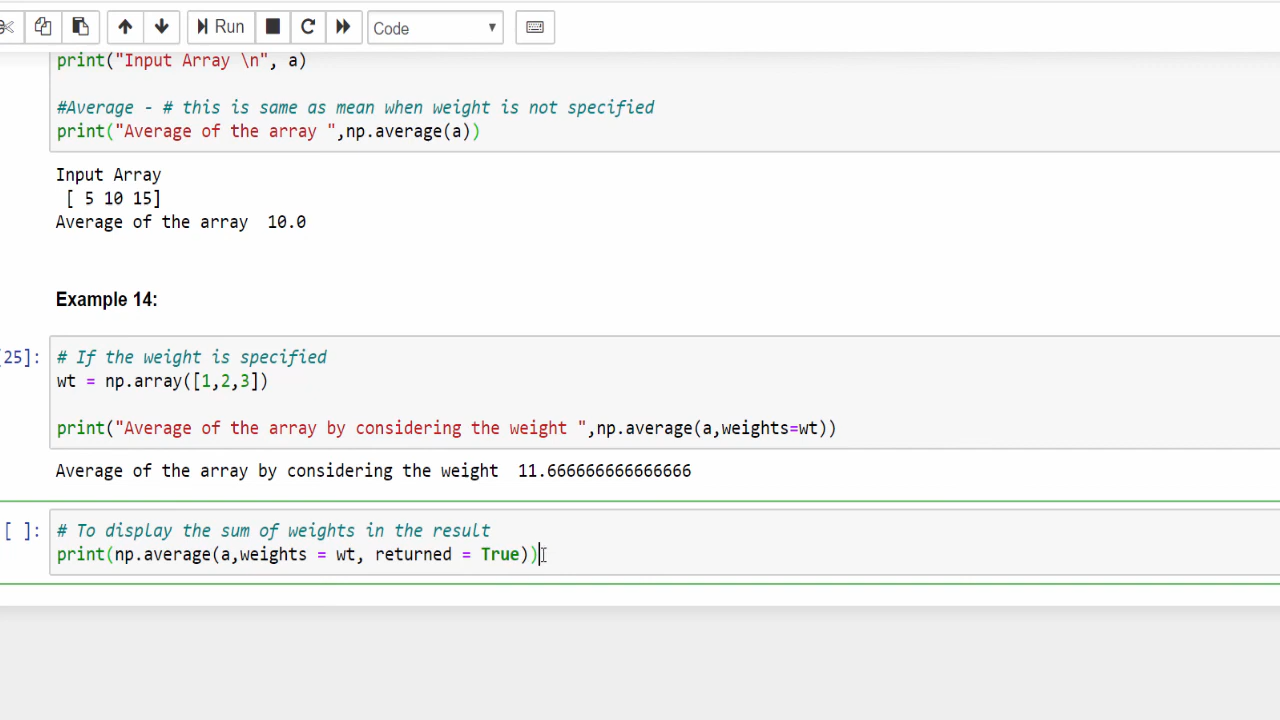 Run Code
print("Input Array \n", a)
#Average - # this is same as mean when weight is not specified
print("Average of the array ",np.average(a))
Input Array
[ 5 10 15]
Average of the array  10.0
Example 14:
[25]: # If the weight is specified
wt = np.array([1,2,3])
print("Average of the array by considering the weight ",np.average(a,weights=wt))
Average of the array by considering the weight  11.666666666666666
[ ]: # To display the sum of weights in the result
print(np.average(a,weights = wt, returned = True))